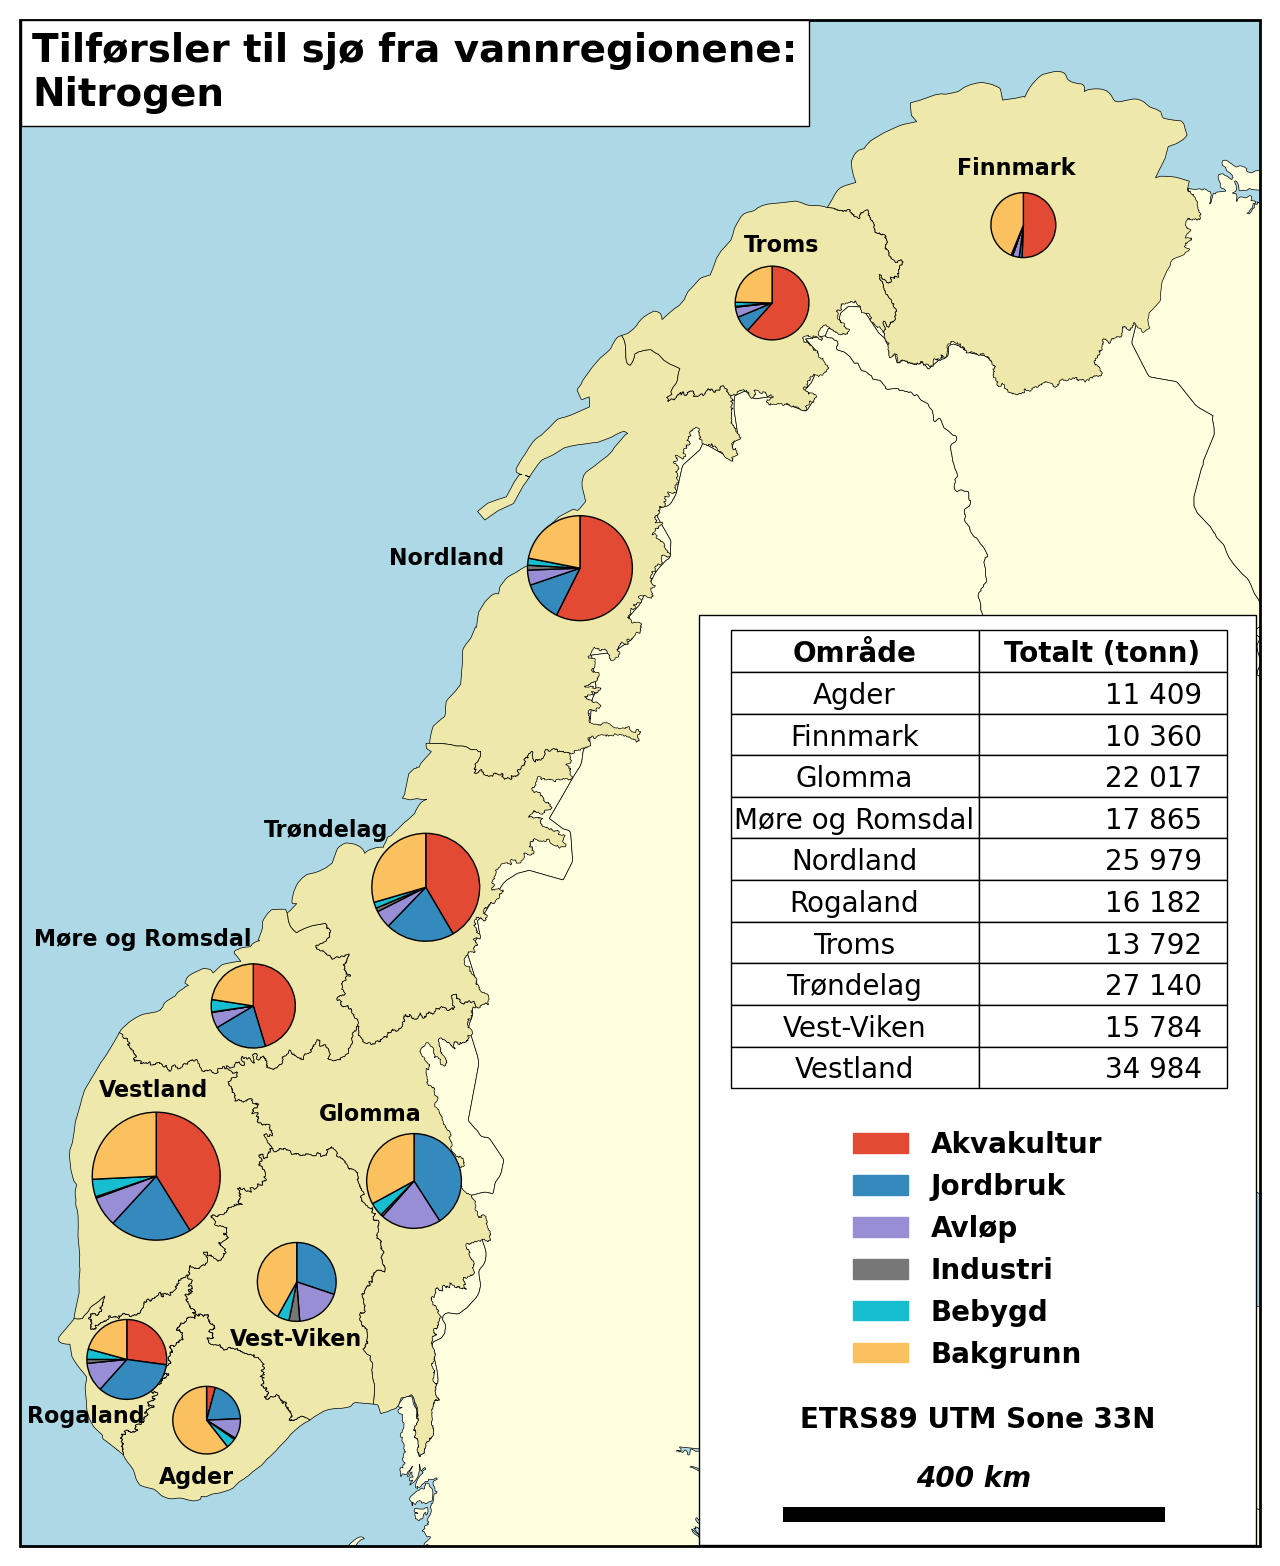 Tilførsler til sjø fra vannregionene:
Nitrogen
Finnmark
Troms
Nordland
Trøndelag
Møre og Romsdal
Vestland
Glomma
Vest-Viken
Rogaland
Agder
Område Totalt (tonn)
Agder 11 409
Finnmark 10 360
Glomma 22 017
Møre og Romsdal 17 865
Nordland 25 979
Rogaland 16 182
Troms 13 792
Trøndelag 27 140
Vest-Viken 15 784
Vestland 34 984
Akvakultur
Jordbruk
Avløp
Industri
Bebygd
Bakgrunn
ETRS89 UTM Sone 33N
400 km